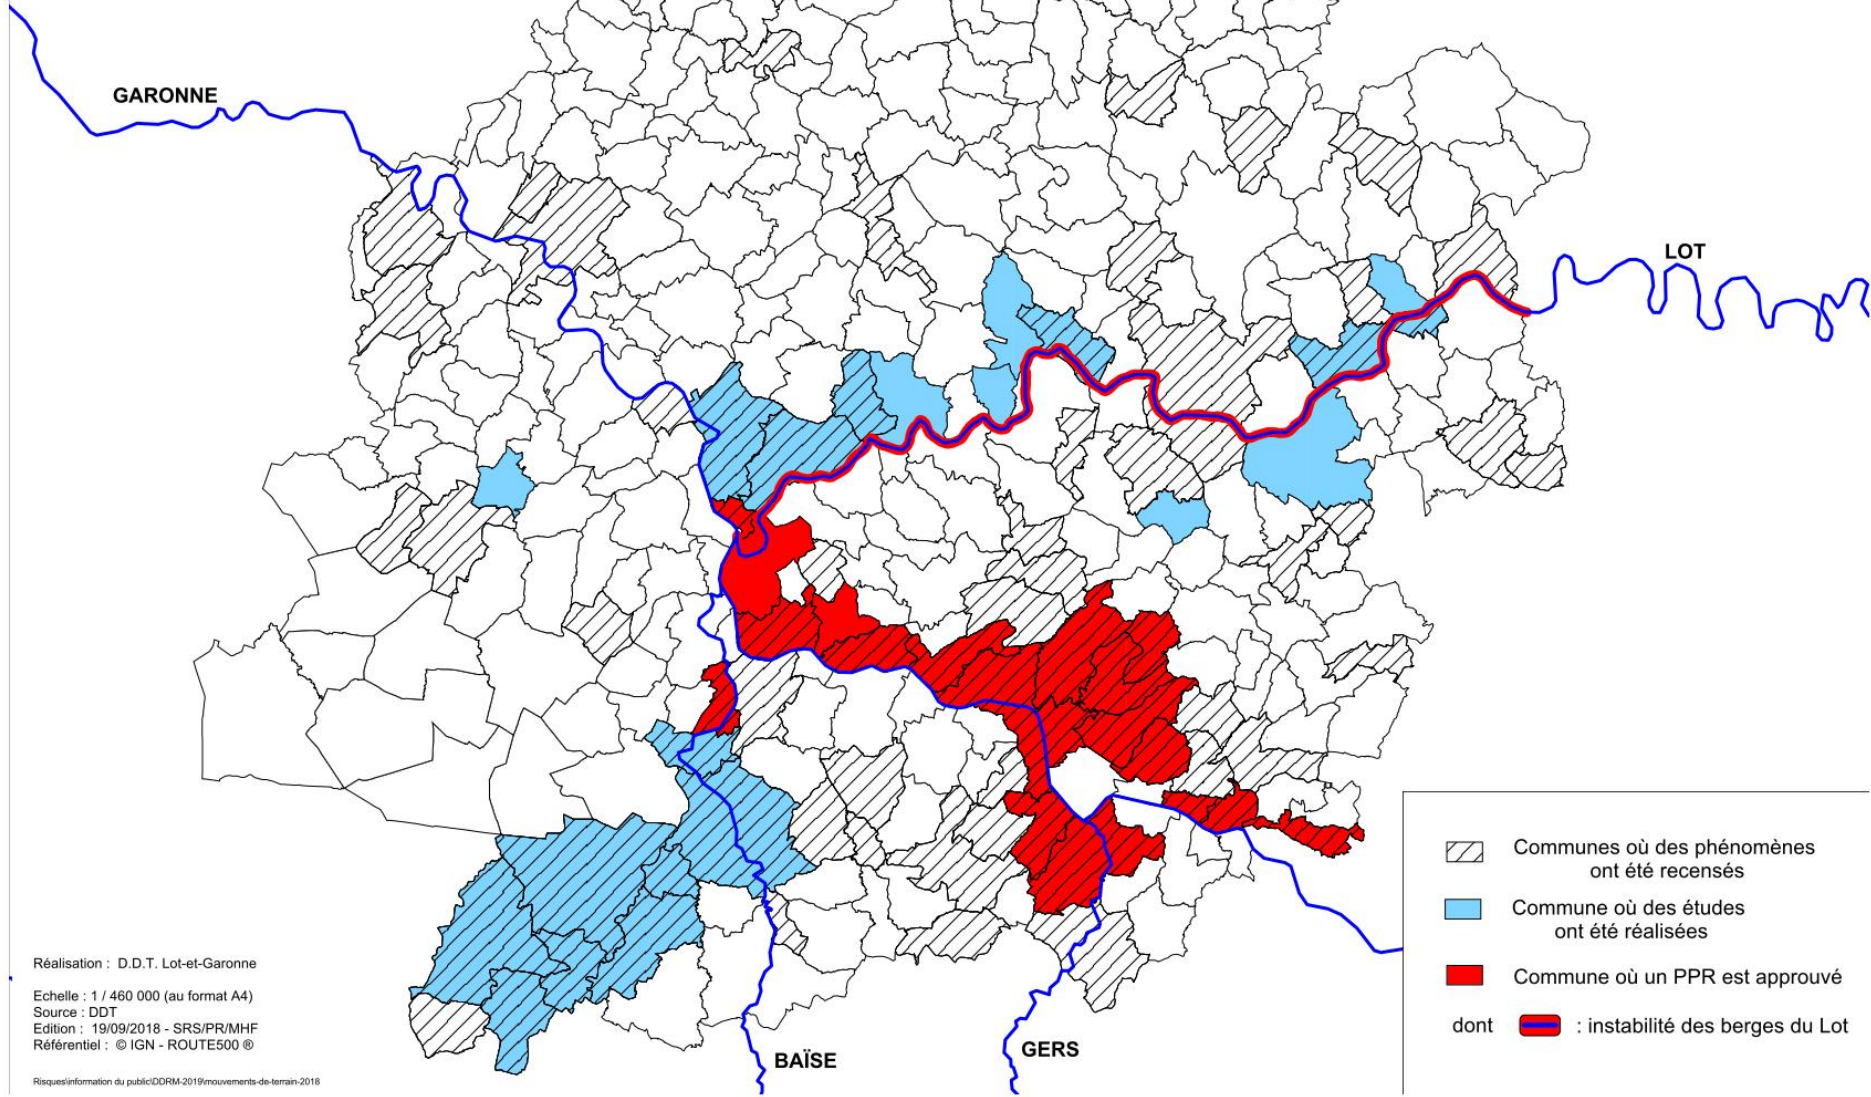 GARONNE
LOT
Communes où des phénomènes
ont été recensés
Commune où des études
ont été réalisées
Commune où un PPR est approuvé
dont : instabilité des berges du Lot
Réalisation : D.D.T. Lot-et-Garonne
Echelle : 1 / 460 000 (au format A4)
Source : DDT
Edition : 19/09/2018 - SRS/PR/MHF
Référentiel : © IGN - ROUTE500 ®
Risques\information du public\DDRM-2019\mouvements-de-terrain-2018
BAÏSE
GERS